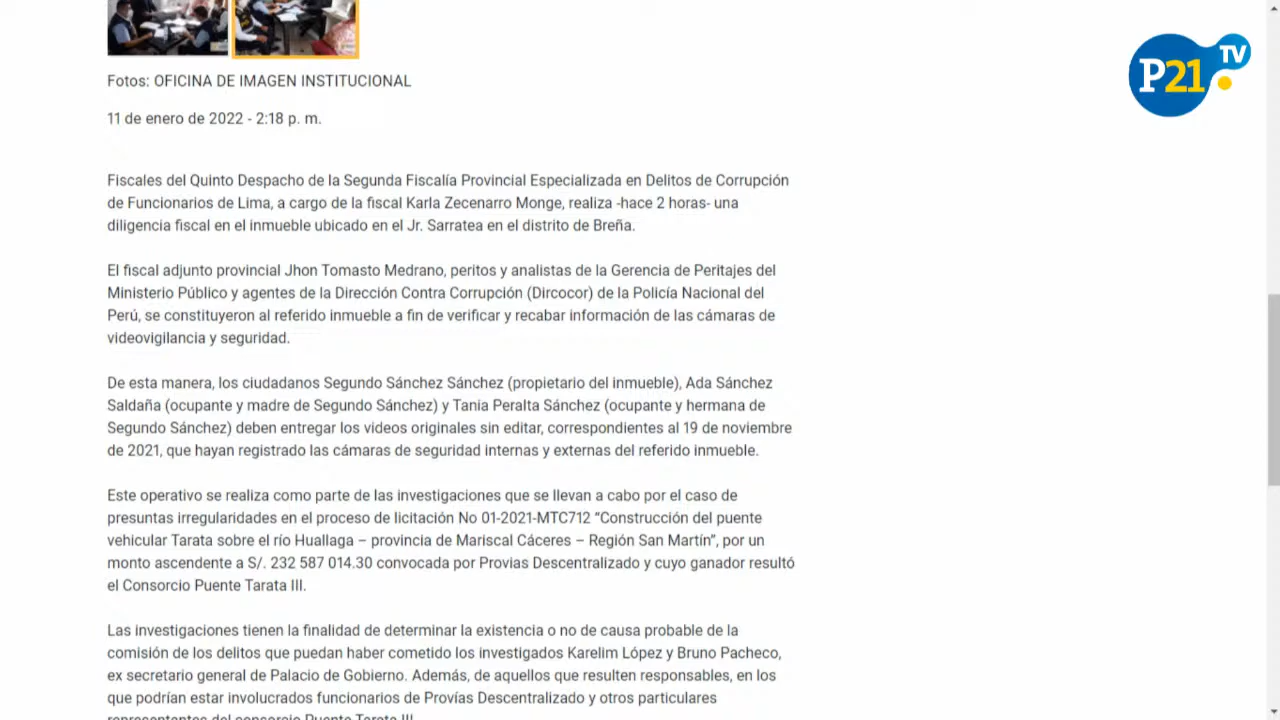 P21 TV
Fotos: OFICINA DE IMAGEN INSTITUCIONAL
11 de enero de 2022 - 2:18 p. m.
Fiscales del Quinto Despacho de la Segunda Fiscalía Provincial Especializada en Delitos de Corrupción
de Funcionarios de Lima, a cargo de la fiscal Karla Zecenarro Monge, realiza -hace 2 horas- una
diligencia fiscal en el inmueble ubicado en el Jr. Sarratea en el distrito de Breña.
El fiscal adjunto provincial Jhon Tomasto Medrano, peritos y analistas de la Gerencia de Peritajes del
Ministerio Público y agentes de la Dirección Contra Corrupción (Dircocor) de la Policía Nacional del
Perú, se constituyeron al referido inmueble a fin de verificar y recabar información de las cámaras de
videovigilancia y seguridad.
De esta manera, los ciudadanos Segundo Sánchez Sánchez (propietario del inmueble), Ada Sánchez
Saldaña (ocupante y madre de Segundo Sánchez) y Tania Peralta Sánchez (ocupante y hermana de
Segundo Sánchez) deben entregar los videos originales sin editar, correspondientes al 19 de noviembre
de 2021, que hayan registrado las cámaras de seguridad internas y externas del referido inmueble.
Este operativo se realiza como parte de las investigaciones que se llevan a cabo por el caso de
presuntas irregularidades en el proceso de licitación No 01-2021-MTC712 “Construcción del puente
vehicular Tarata sobre el río Huallaga – provincia de Mariscal Cáceres – Región San Martín”, por un
monto ascendente a S/. 232 587 014.30 convocada por Provias Descentralizado y cuyo ganador resultó
el Consorcio Puente Tarata III.
Las investigaciones tienen la finalidad de determinar la existencia o no de causa probable de la
comisión de los delitos que puedan haber cometido los investigados Karelim López y Bruno Pacheco,
ex secretario general de Palacio de Gobierno. Además, de aquellos que resulten responsables, en los
que podrían estar involucrados funcionarios de Provías Descentralizado y otros particulares
representantes del consorcio Puente Tarata III.